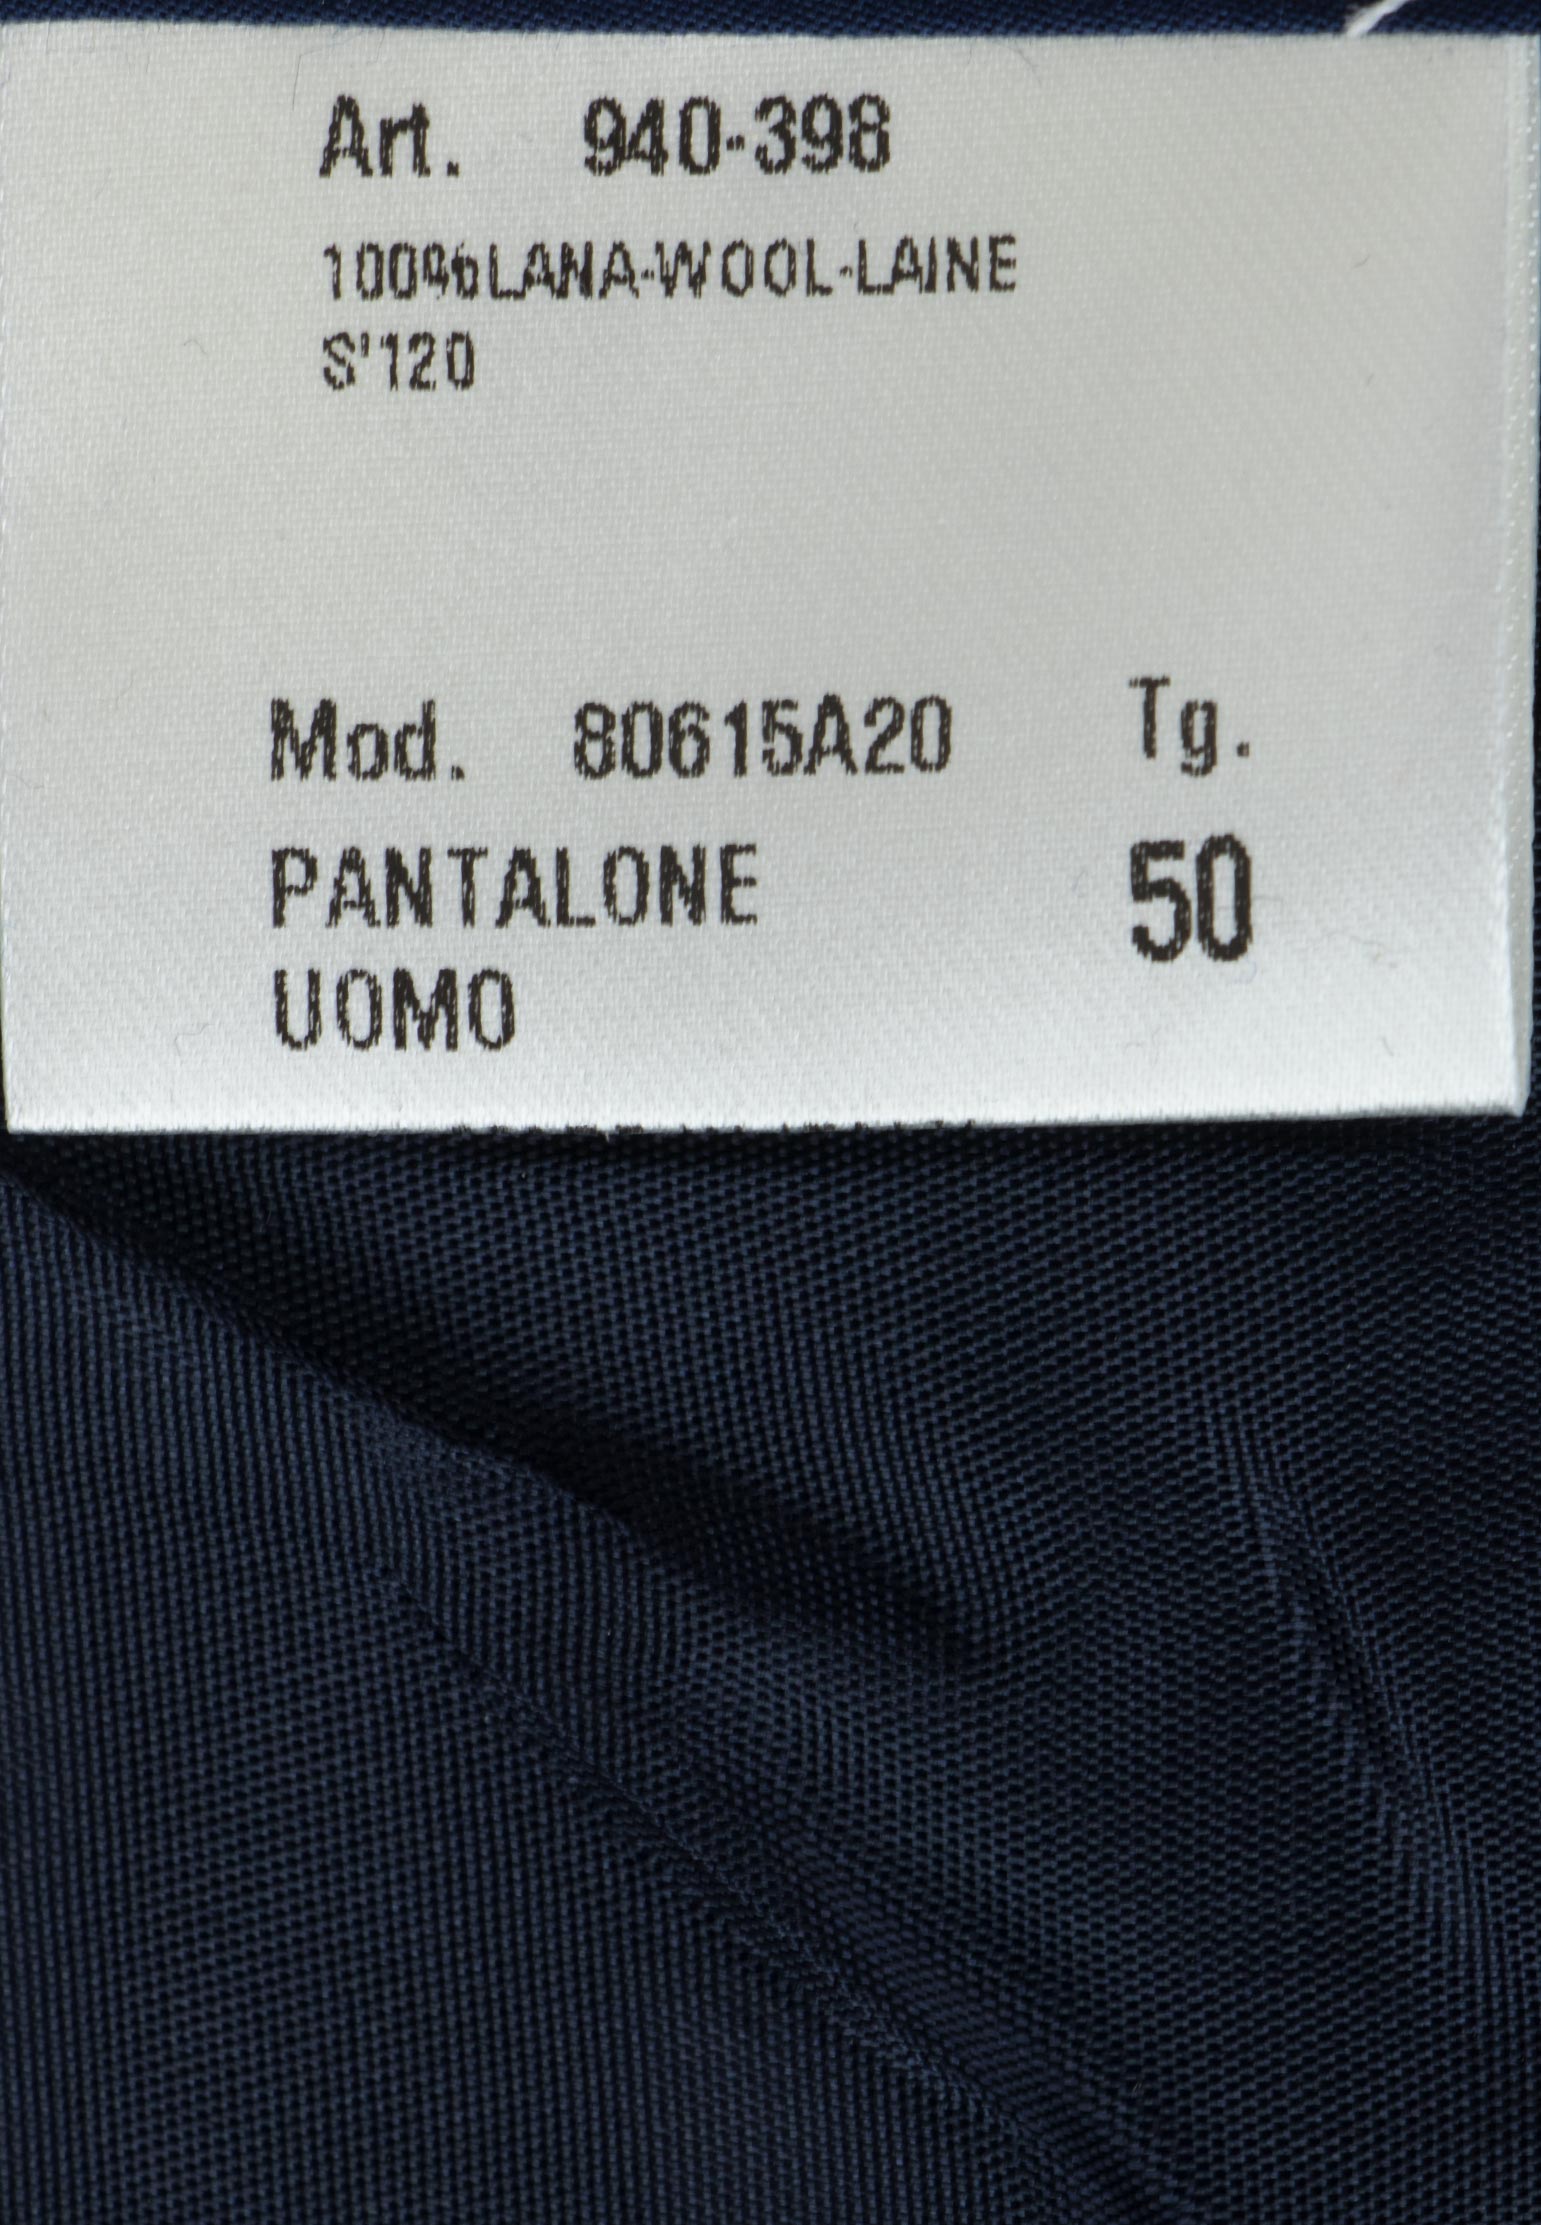 Art. 940-398
100%LANA-WOOL-LAINE
S'120
Mod. 80615A20 Tg.
PANTALONE 50
UOMO